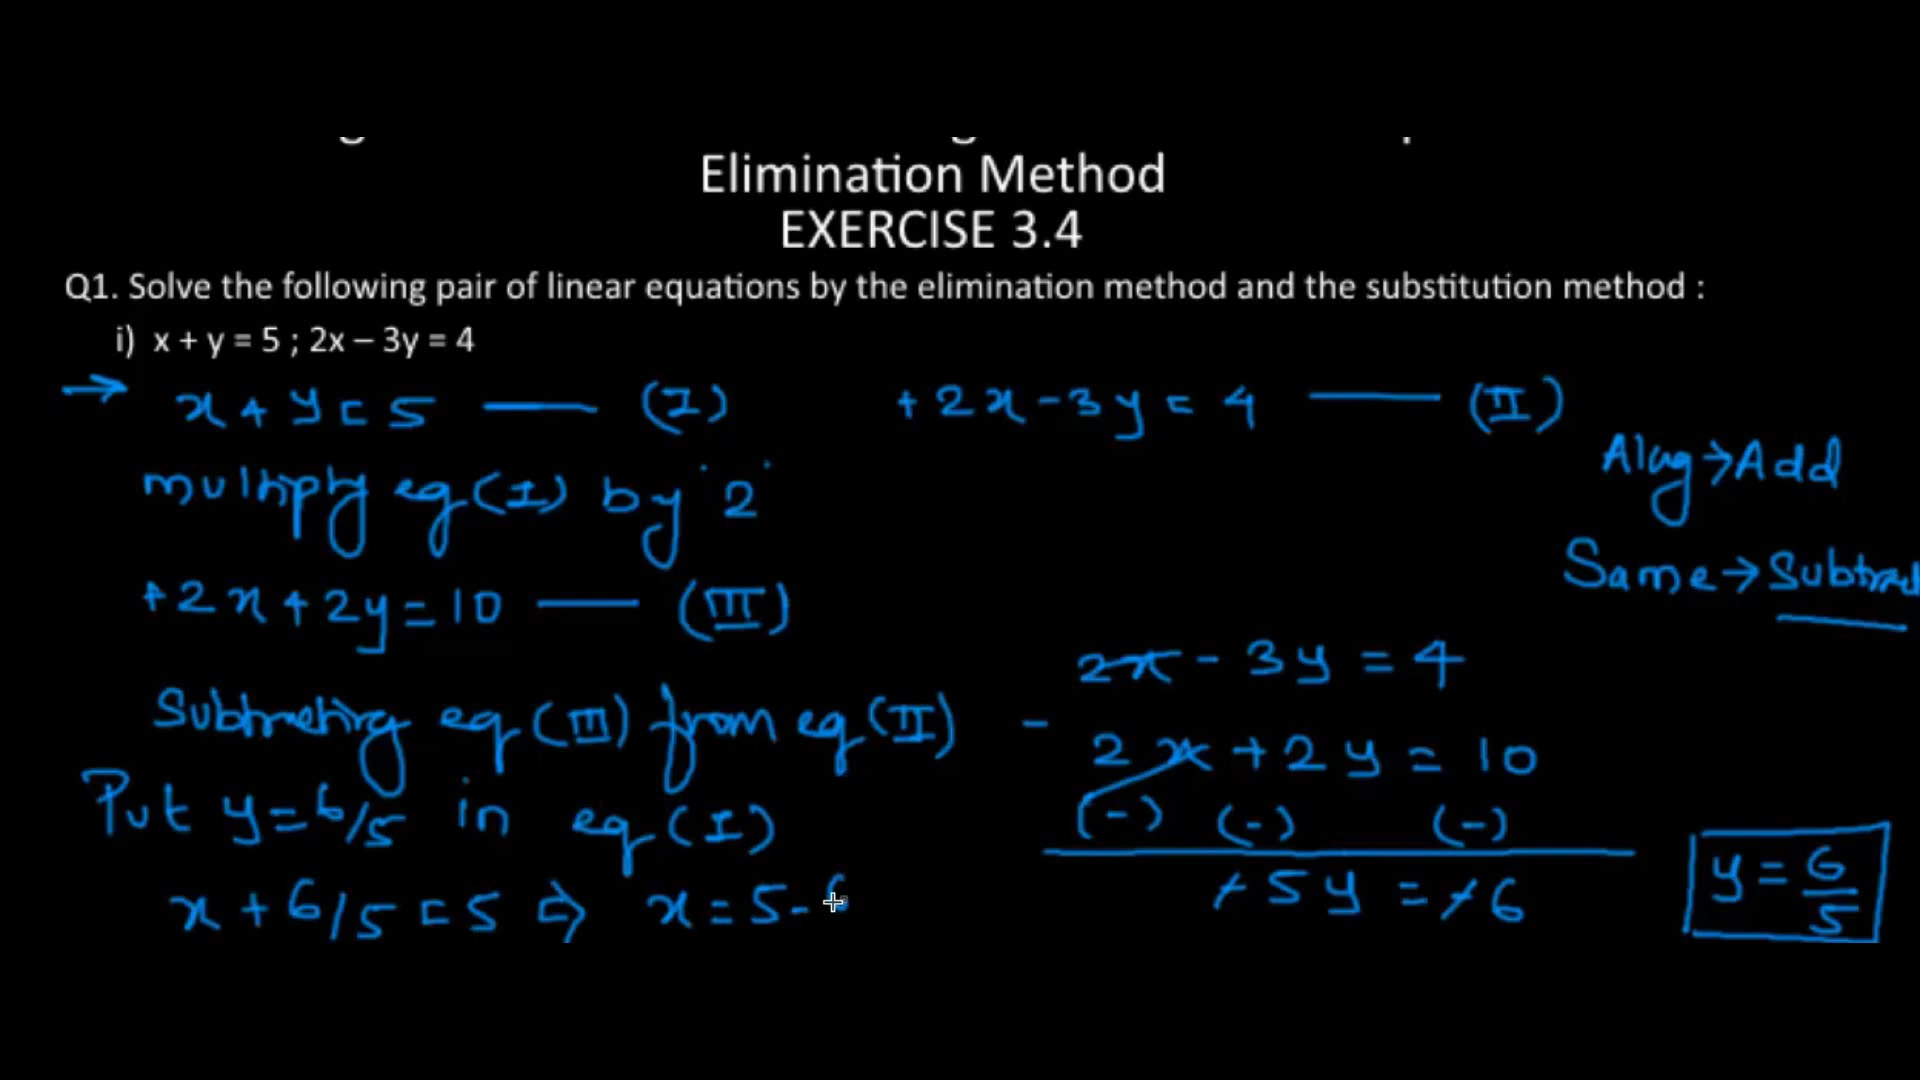 Elimination Method
EXERCISE 3.4
Q1. Solve the following pair of linear equations by the elimination method and the substitution method :
i) x + y = 5 ; 2x – 3y = 4
→ x + y = 5 — (I) +2x - 3y = 4 — (II)
Alag → Add
multiply eq (I) by '2'
Same → Subtract
+2x + 2y = 10 — (III)
2x - 3y = 4
Subtracting eq (III) from eq (II)
- 2x + 2y = 10
Put y = 6/5 in eq (I)
(-) (-) (-)
x + 6/5 = 5 ⇒ x = 5 - 6
-5y = -6
y = 6/5